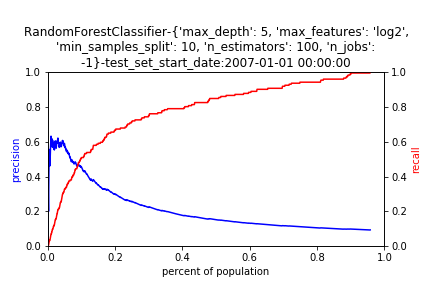 RandomForestClassifier-{'max_depth': 5, 'max_features': 'log2',
'min_samples_split': 10, 'n_estimators': 100, 'n_jobs':
-1}-test_set_start_date:2007-01-01 00:00:00
1.0
0.8
0.6
0.4
0.2
0.0
precision
1.0
0.8
0.6
0.4
0.2
0.0
recall
0.0 0.2 0.4 0.6 0.8 1.0
percent of population